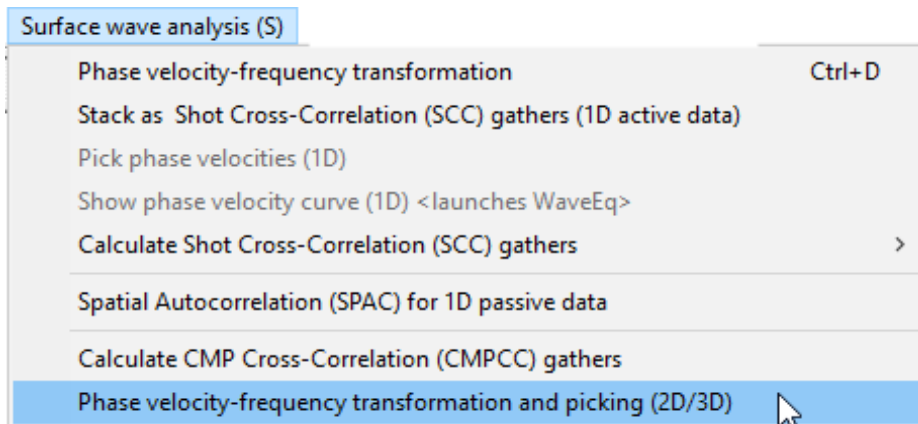 Surface wave analysis (S)
Phase velocity-frequency transformation Ctrl+D
Stack as Shot Cross-Correlation (SCC) gathers (1D active data)
Pick phase velocities (1D)
Show phase velocity curve (1D) <launches WaveEq>
Calculate Shot Cross-Correlation (SCC) gathers >
Spatial Autocorrelation (SPAC) for 1D passive data
Calculate CMP Cross-Correlation (CMPCC) gathers
Phase velocity-frequency transformation and picking (2D/3D)